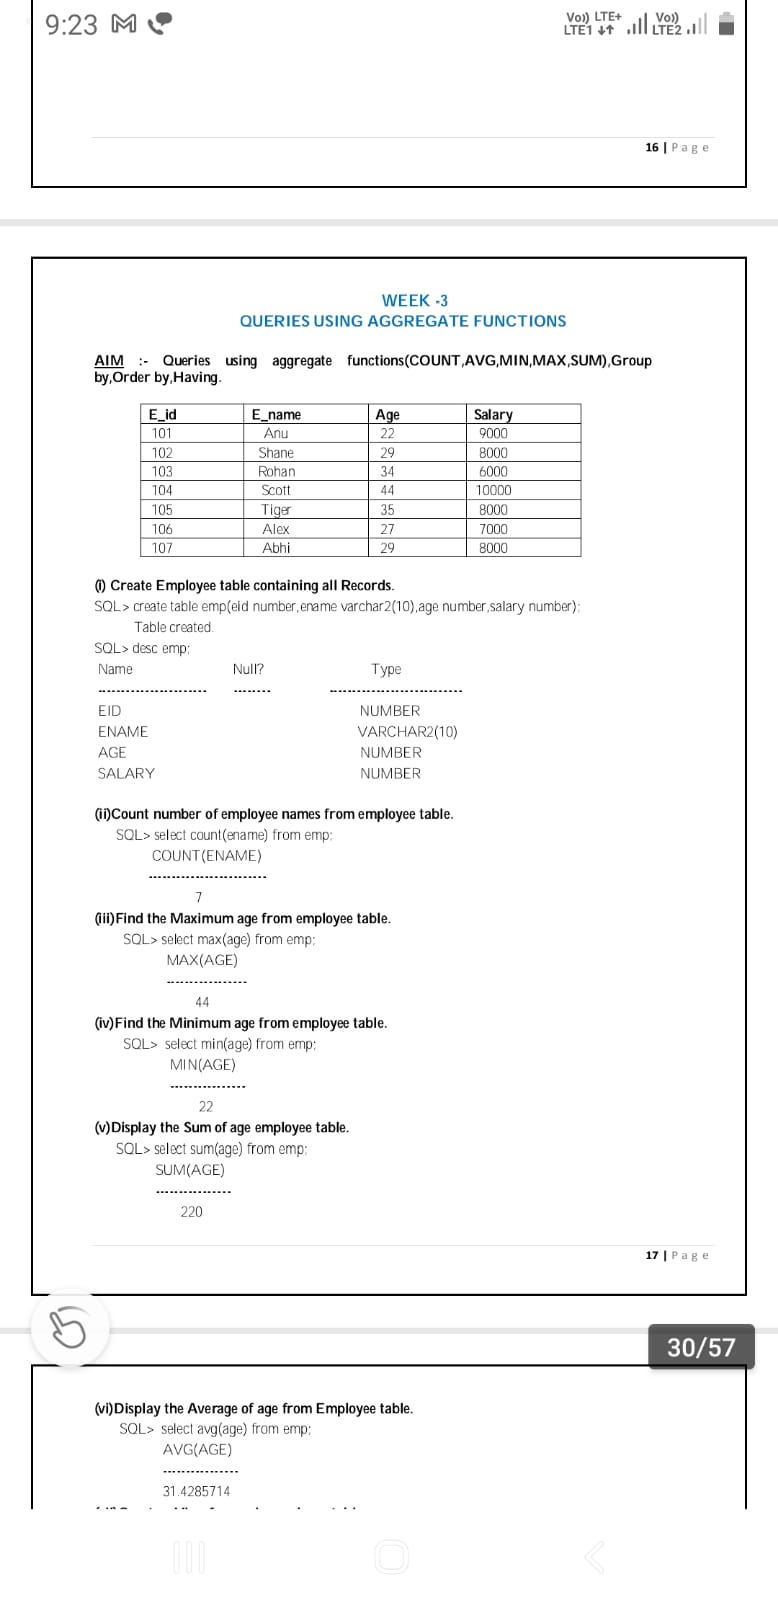 9:23
Vo)) LTE+ Vo))
LTE1 LTE2
16 | Page
WEEK -3
QUERIES USING AGGREGATE FUNCTIONS
AIM :- Queries using aggregate functions(COUNT,AVG,MIN,MAX,SUM),Group
by,Order by,Having.
E_id E_name Age Salary
101 Anu 22 9000
102 Shane 29 8000
103 Rohan 34 6000
104 Scott 44 10000
105 Tiger 35 8000
106 Alex 27 7000
107 Abhi 29 8000
(i) Create Employee table containing all Records.
SQL> create table emp(eid number,ename varchar2(10),age number,salary number);
Table created.
SQL> desc emp;
Name Null? Type
----------------------- -------- ----------------------------
EID NUMBER
ENAME VARCHAR2(10)
AGE NUMBER
SALARY NUMBER
(ii)Count number of employee names from employee table.
SQL> select count(ename) from emp;
COUNT(ENAME)
-------------------------
7
(iii)Find the Maximum age from employee table.
SQL> select max(age) from emp;
MAX(AGE)
-----------------
44
(iv)Find the Minimum age from employee table.
SQL> select min(age) from emp;
MIN(AGE)
----------------
22
(v)Display the Sum of age employee table.
SQL> select sum(age) from emp;
SUM(AGE)
----------------
220
17 | Page
30/57
(vi)Display the Average of age from Employee table.
SQL> select avg(age) from emp;
AVG(AGE)
----------------
31.4285714